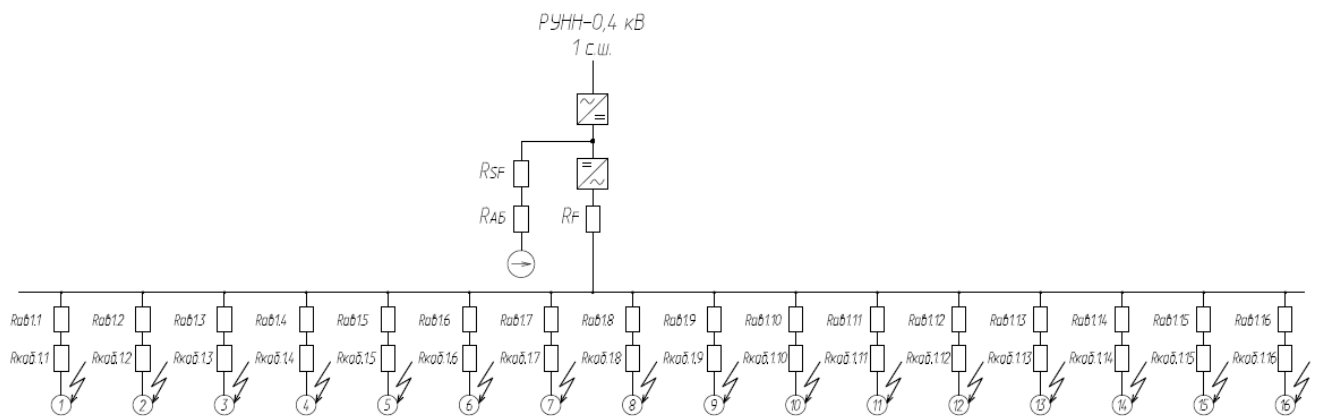 РУНН-0,4 кВ
1 с.ш.
RSF
RАБ
RF
Rав1.1 Rав1.2 Rав1.3 Rав1.4 Rав1.5 Rав1.6 Rав1.7 Rав1.8 Rав1.9 Rав1.10 Rав1.11 Rав1.12 Rав1.13 Rав1.14 Rав1.15 Rав1.16
Rкаб.1.1 Rкаб.1.2 Rкаб.1.3 Rкаб.1.4 Rкаб.1.5 Rкаб.1.6 Rкаб.1.7 Rкаб.1.8 Rкаб.1.9 Rкаб.1.10 Rкаб.1.11 Rкаб.1.12 Rкаб.1.13 Rкаб.1.14 Rкаб.1.15 Rкаб.1.16
1 2 3 4 5 6 7 8 9 10 11 12 13 14 15 16